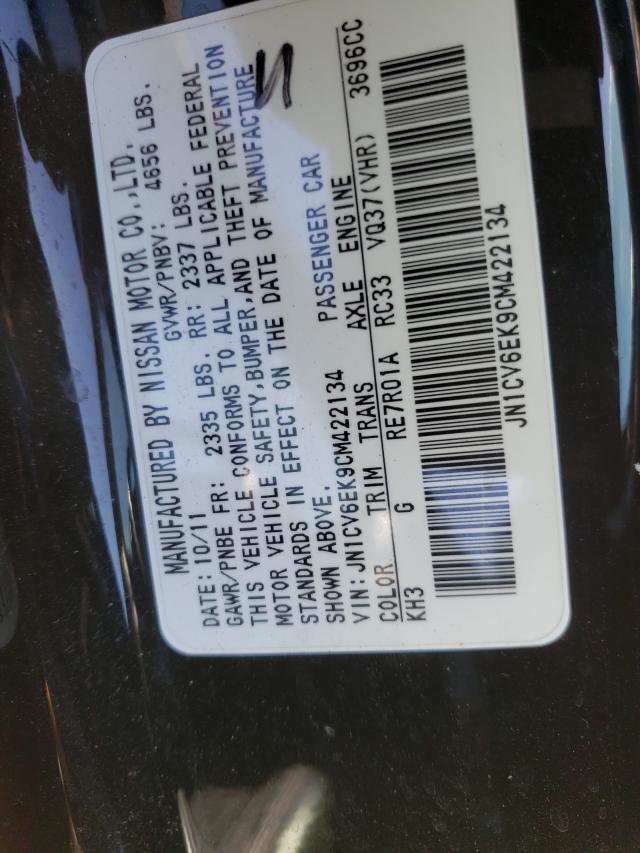 MANUFACTURED BY NISSAN MOTOR CO.,LTD.
DATE: 10/11 GVWR/PNBV: 4656 LBS.
GAWR/PNBE FR: 2335 LBS. RR: 2337 LBS.
THIS VEHICLE CONFORMS TO ALL APPLICABLE FEDERAL
MOTOR VEHICLE SAFETY,BUMPER,AND THEFT PREVENTION
STANDARDS IN EFFECT ON THE DATE OF MANUFACTURE
SHOWN ABOVE.
VIN: JN1CV6EK9CM422134 PASSENGER CAR
COLOR TRIM TRANS AXLE ENGINE
KH3 G RE7R01A RC33 VQ37(VHR) 3696CC
JN1CV6EK9CM422134